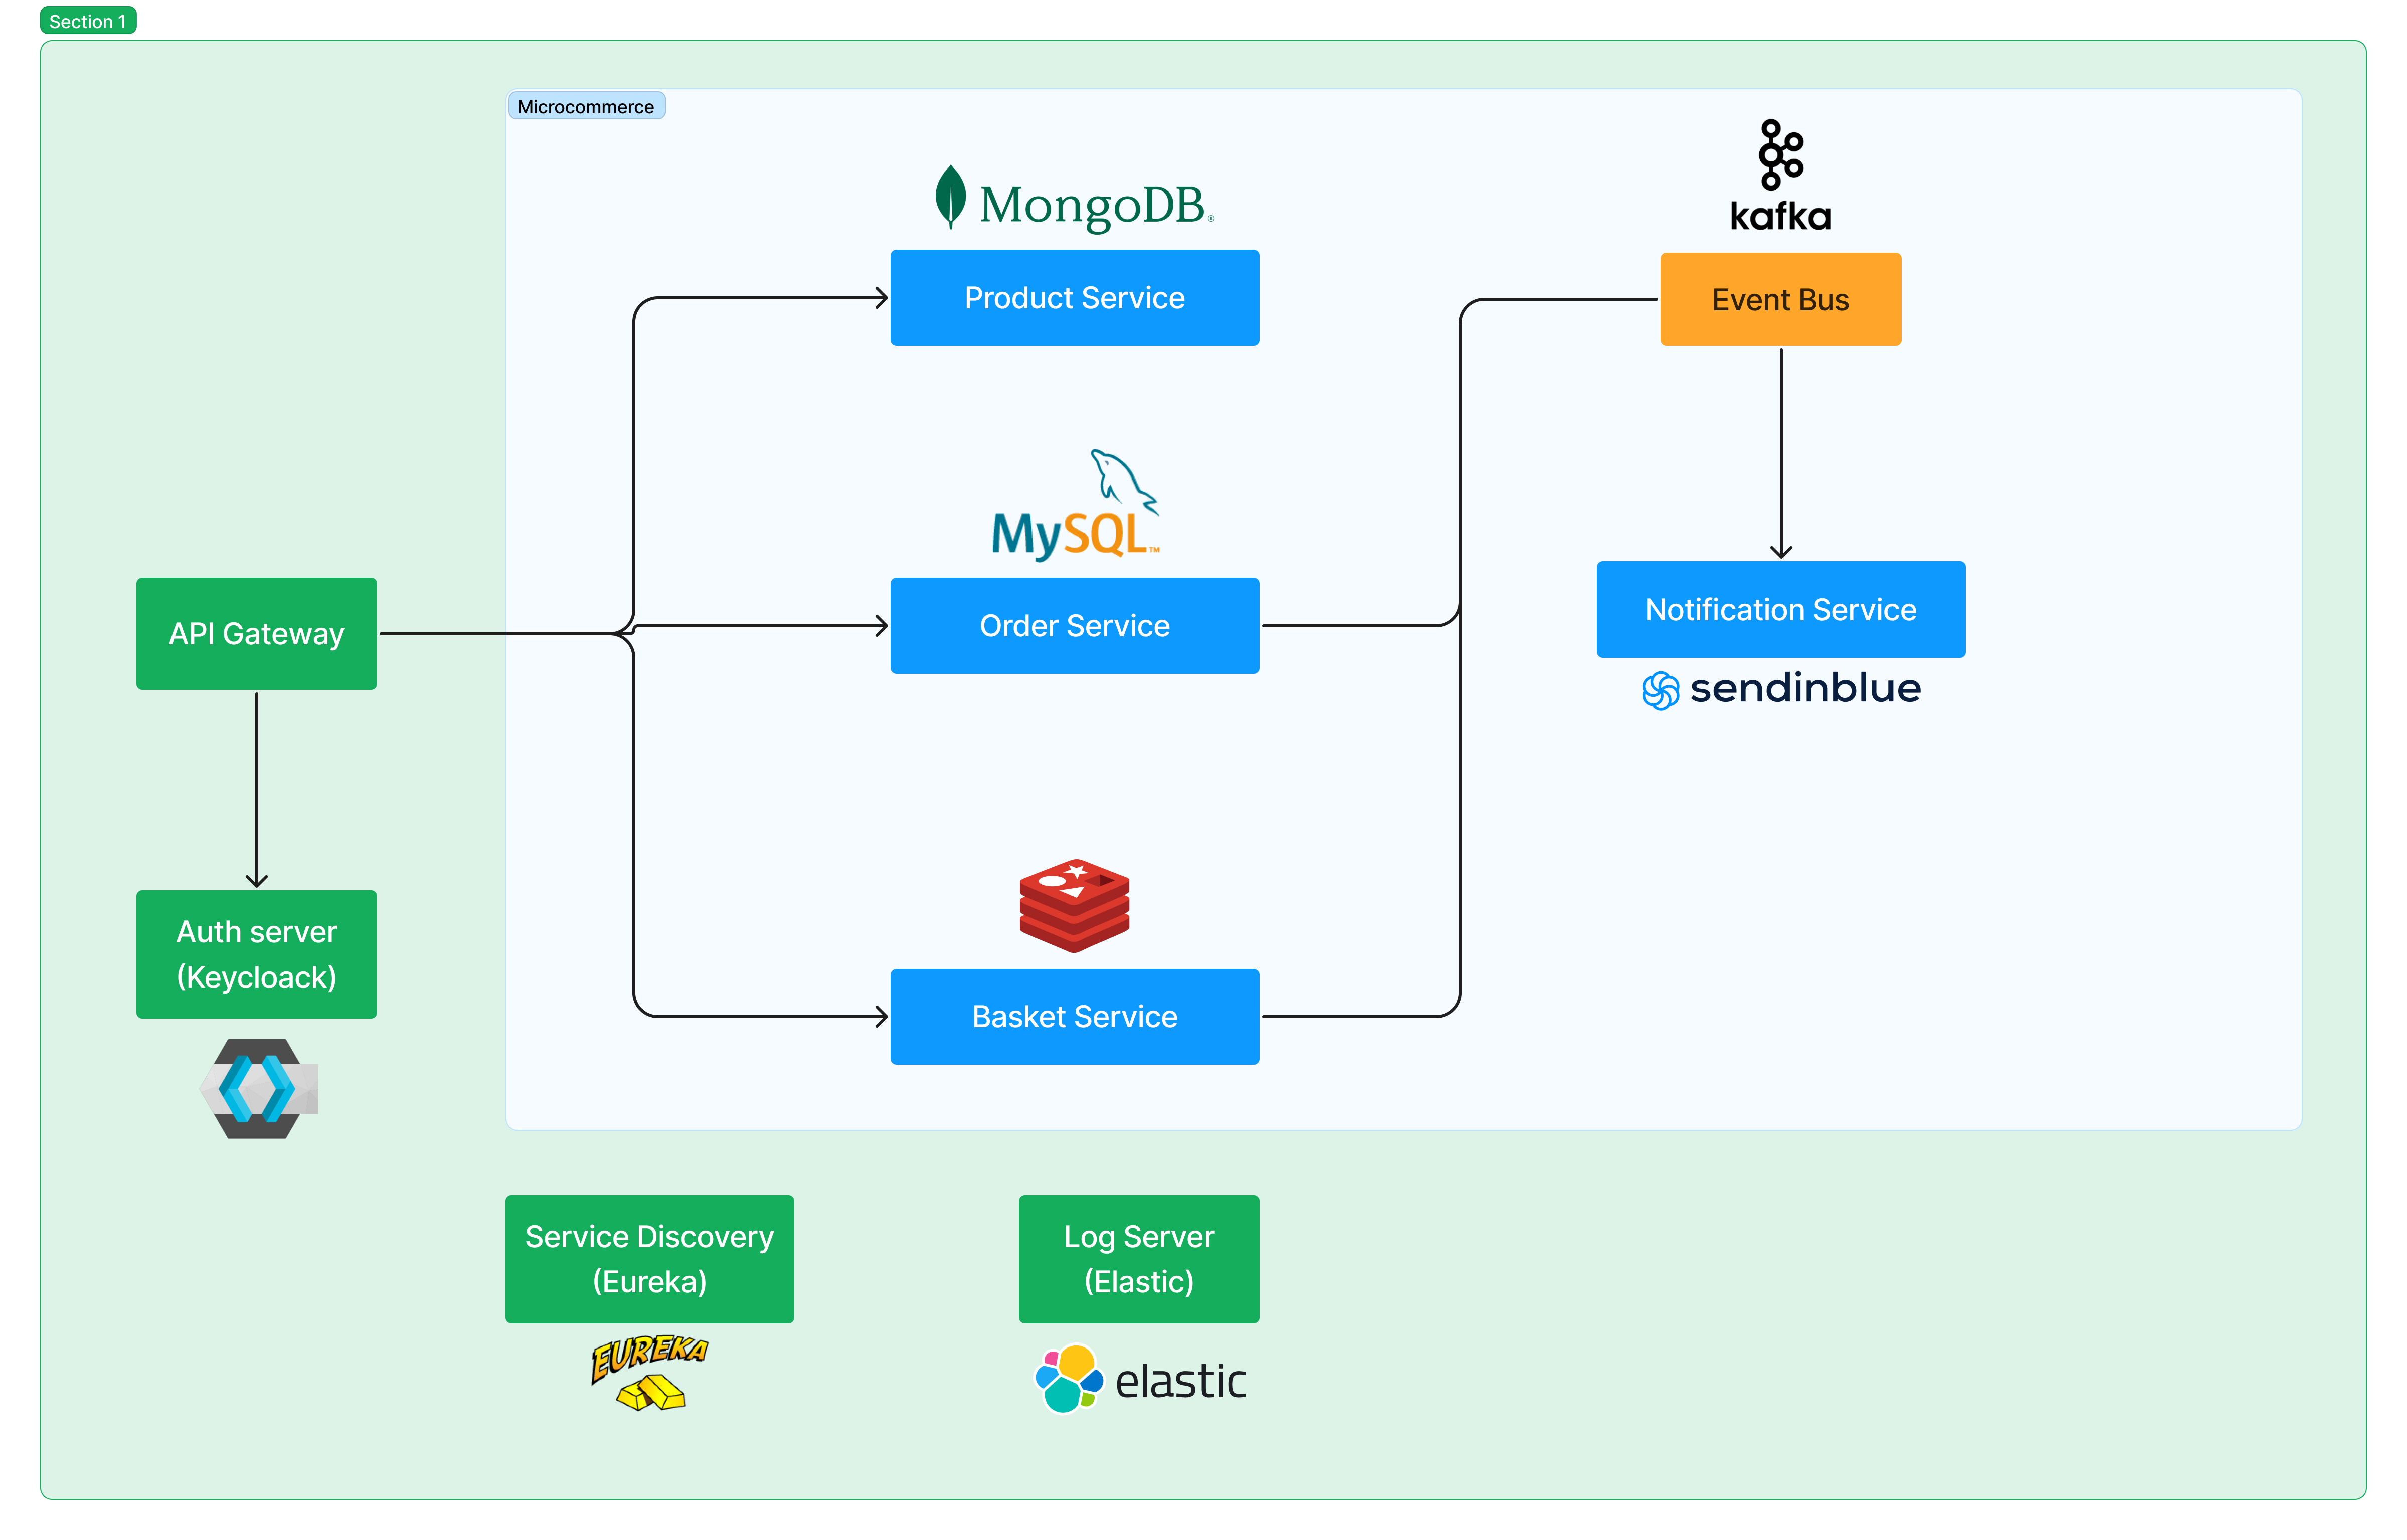 Section 1
Microcommerce
MongoDB®
kafka
Product Service
Event Bus
MySQL™
API Gateway
Order Service
Notification Service
sendinblue
Auth server
(Keycloack)
Basket Service
Service Discovery
(Eureka)
EUREKA
Log Server
(Elastic)
elastic